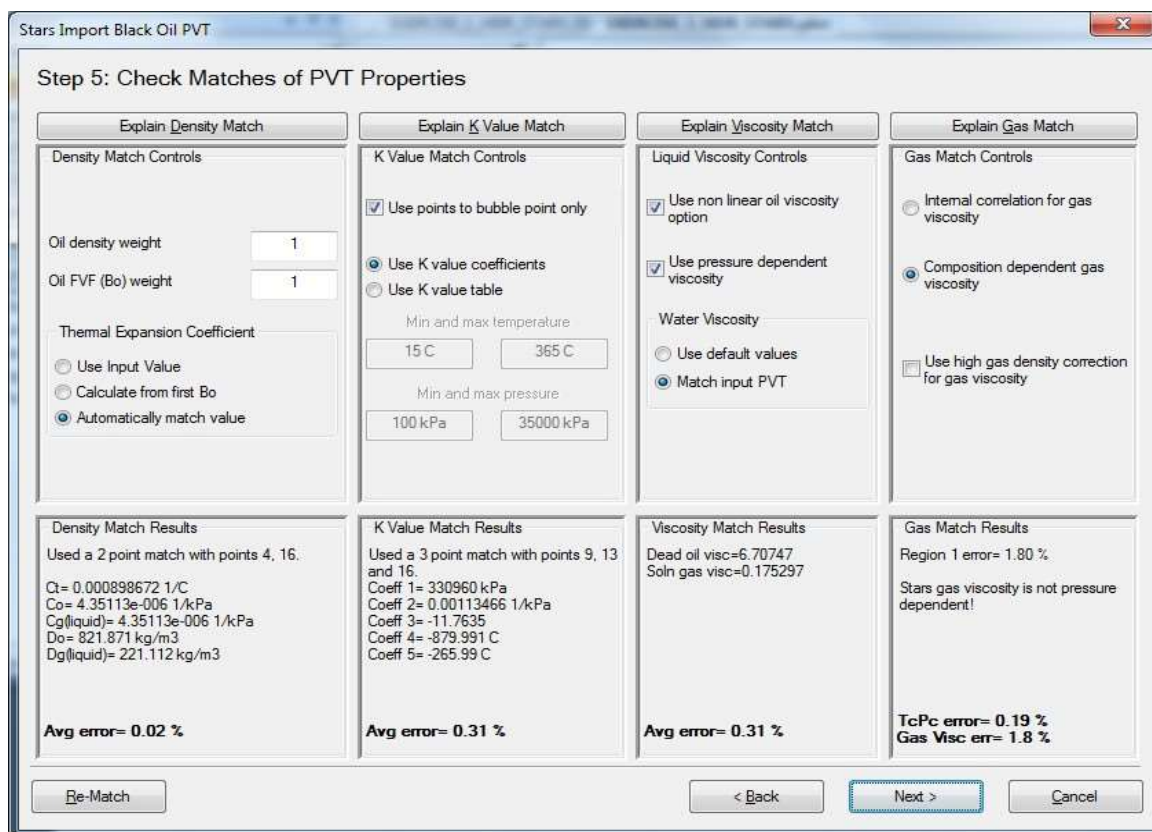 Stars Import Black Oil PVT
Step 5: Check Matches of PVT Properties
Explain Density Match
Density Match Controls
Oil density weight 1
Oil FVF (Bo) weight 1
Thermal Expansion Coefficient
Use Input Value
Calculate from first Bo
Automatically match value
Explain K Value Match
K Value Match Controls
Use points to bubble point only
Use K value coefficients
Use K value table
Min and max temperature
15 C 365 C
Min and max pressure
100 kPa 35000 kPa
Explain Viscosity Match
Liquid Viscosity Controls
Use non linear oil viscosity
option
Use pressure dependent
viscosity
Water Viscosity
Use default values
Match input PVT
Explain Gas Match
Gas Match Controls
Internal correlation for gas
viscosity
Composition dependent gas
viscosity
Use high gas density correction
for gas viscosity
Density Match Results
Used a 2 point match with points 4, 16.
Ct= 0.000898672 1/C
Co= 4.35113e-006 1/kPa
Cg(liquid)= 4.35113e-006 1/kPa
Do= 821.871 kg/m3
Dg(liquid)= 221.112 kg/m3
Avg error= 0.02 %
K Value Match Results
Used a 3 point match with points 9, 13
and 16.
Coeff 1= 330960 kPa
Coeff 2= 0.00113466 1/kPa
Coeff 3= -11.7635
Coeff 4= -879.991 C
Coeff 5= -265.99 C
Avg error= 0.31 %
Viscosity Match Results
Dead oil visc=6.70747
Soln gas visc=0.175297
Avg error= 0.31 %
Gas Match Results
Region 1 error= 1.80 %
Stars gas viscosity is not pressure
dependent!
TcPc error= 0.19 %
Gas Visc err= 1.8 %
Re-Match
< Back
Next >
Cancel